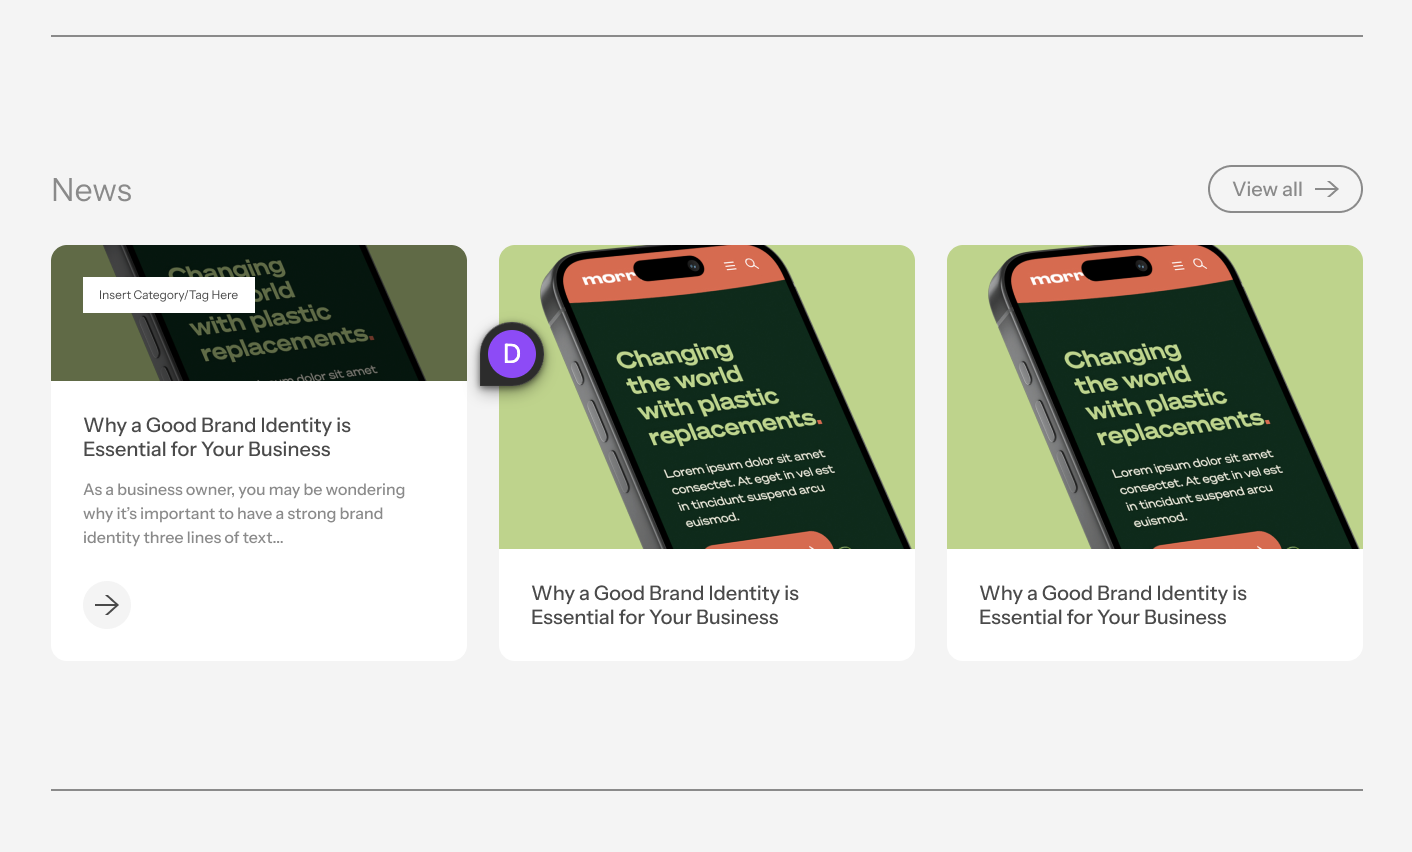 News
View all
Changing
orld
with plastic
replacements.
dolor sit amet
Insert Category/Tag Here
Why a Good Brand Identity is
Essential for Your Business
As a business owner, you may be wondering
why it’s important to have a strong brand
identity three lines of text...
D
morr
Changing
the world
with plastic
replacements.
Lorem ipsum dolor sit amet
consectet. At eget in vel est
in tincidunt suspend arcu
euismod.
Why a Good Brand Identity is
Essential for Your Business
morr
Changing
the world
with plastic
replacements.
Lorem ipsum dolor sit amet
consectet. At eget in vel est
in tincidunt suspend arcu
euismod.
Why a Good Brand Identity is
Essential for Your Business